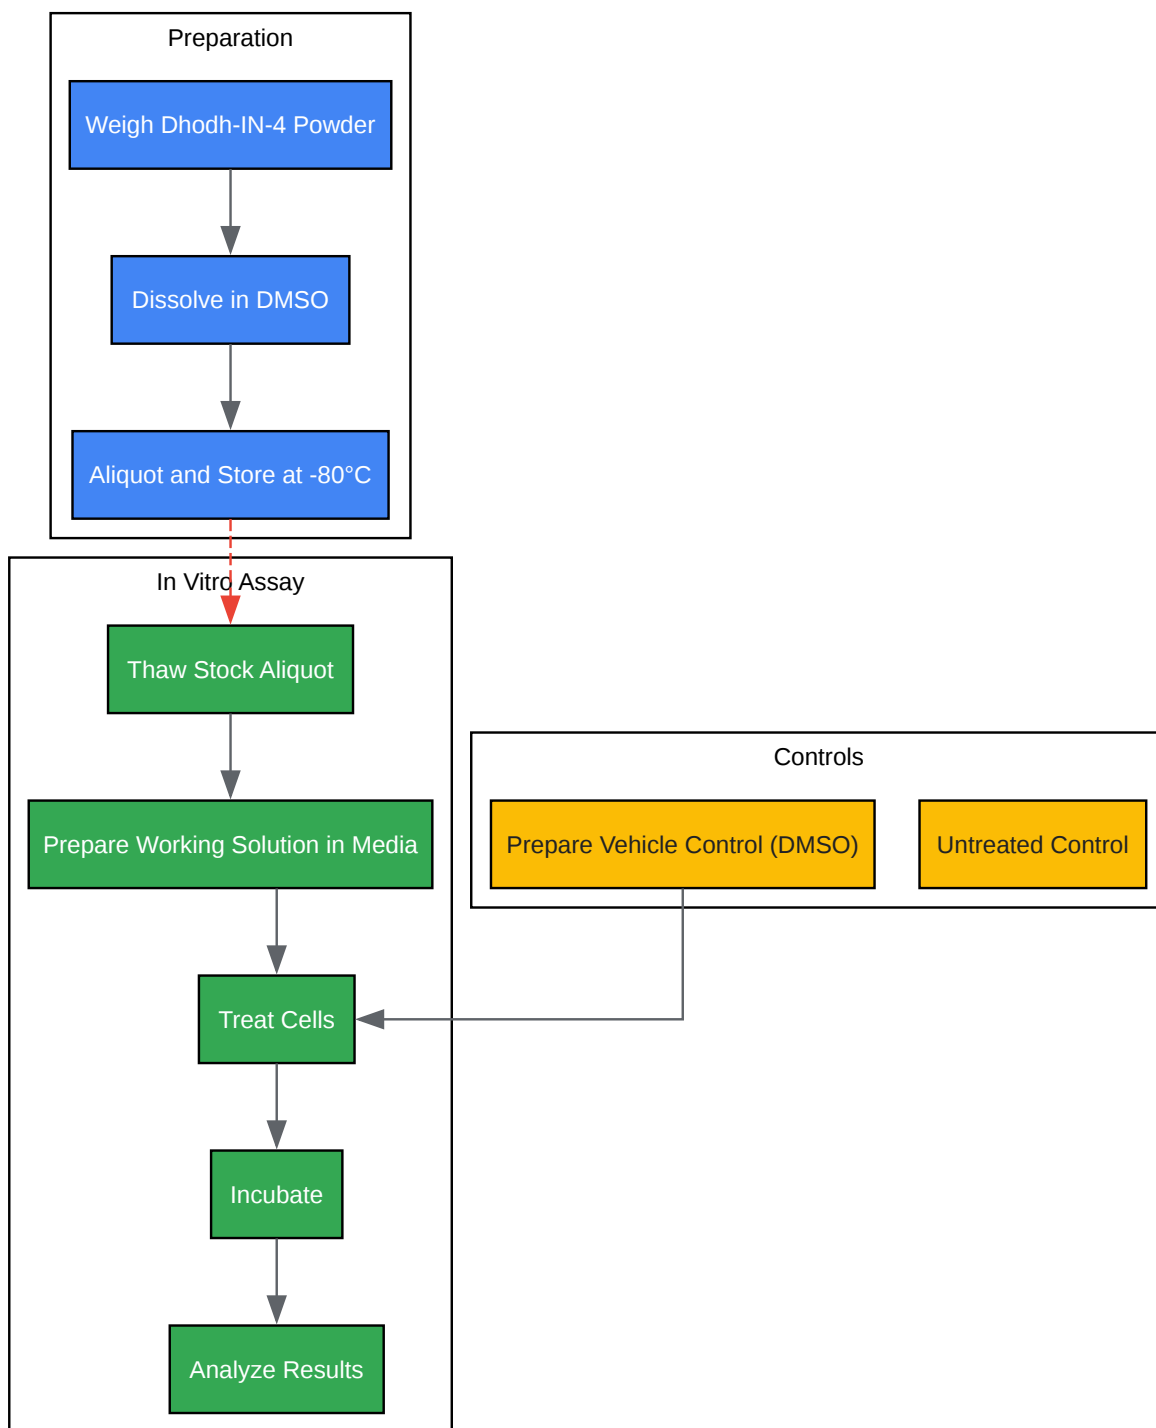 Preparation
Weigh Dhodh-IN-4 Powder
Dissolve in DMSO
Aliquot and Store at -80°C
In Vitro Assay
Thaw Stock Aliquot
Prepare Working Solution in Media
Controls
Prepare Vehicle Control (DMSO)
Untreated Control
Treat Cells
Incubate
Analyze Results